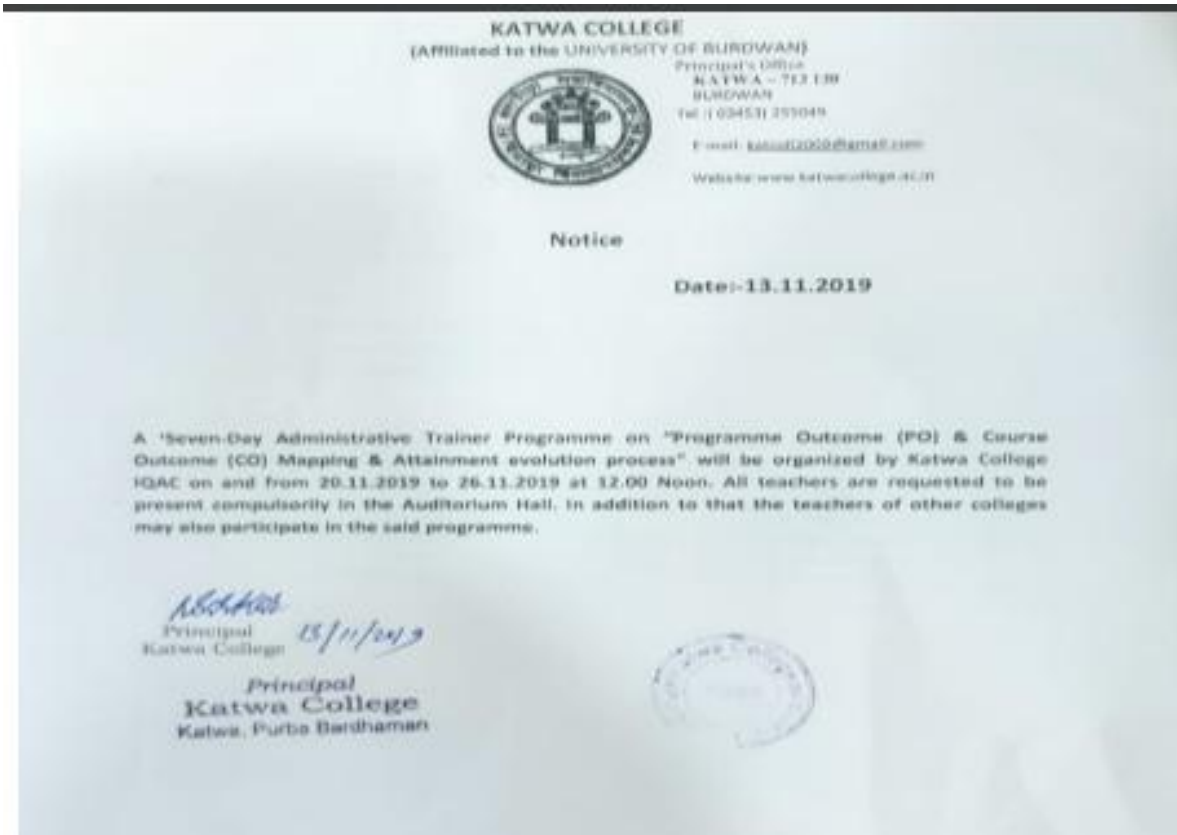 KATWA COLLEGE
(Affiliated to the UNIVERSITY OF BURDWAN)
Principal's Office
KATWA – 713 130
BURDWAN
Tel :( 03453) 255049
E-mail:
Website:www.katwacollege.ac.in
Notice
Date:-13.11.2019
A 'Seven-Day Administrative Trainer Programme on "Programme Outcome (PO) & Course
Outcome (CO) Mapping & Attainment evolution process" will be organized by Katwa College
IQAC on and from 20.11.2019 to 26.11.2019 at 12.00 Noon. All teachers are requested to be
present compulsorily in the Auditorium Hall. In addition to that the teachers of other colleges
may also participate in the said programme.
Principal
Katwa College 13/11/2019
Principal
Katwa College
Katwa, Purba Bardhaman